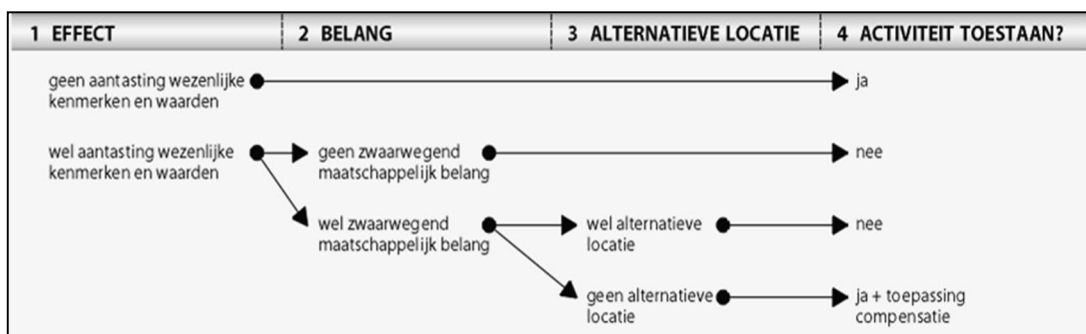 1 EFFECT
2 BELANG
3 ALTERNATIEVE LOCATIE
4 ACTIVITEIT TOESTAAN?
geen aantasting wezenlijke
kenmerken en waarden
ja
wel aantasting wezenlijke
kenmerken en waarden
geen zwaarwegend
maatschappelijk belang
nee
wel zwaarwegend
maatschappelijk belang
wel alternatieve
locatie
nee
geen alternatieve
locatie
ja + toepassing
compensatie